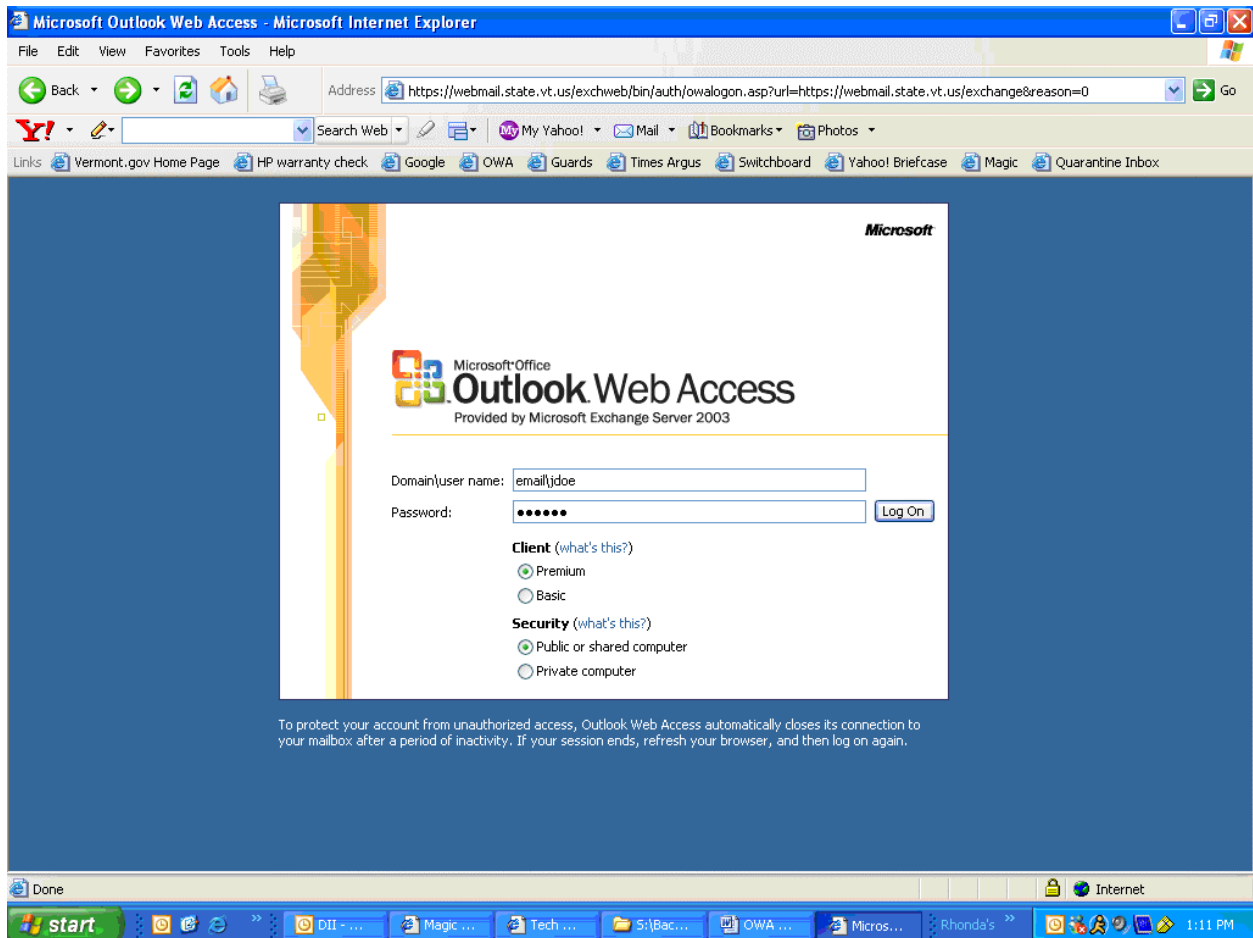 Microsoft Outlook Web Access - Microsoft Internet Explorer
File Edit View Favorites Tools Help
Back Address https://webmail.state.vt.us/exchweb/bin/auth/owalogon.asp?url=https://webmail.state.vt.us/exchange&reason=0 Go
Y! Search Web My My Yahoo! Mail Bookmarks Photos
Links Vermont.gov Home Page HP warranty check Google OWA Guards Times Argus Switchboard Yahoo! Briefcase Magic Quarantine Inbox
Microsoft
Microsoft Office
Outlook Web Access
Provided by Microsoft Exchange Server 2003
Domain\user name: email\jdoe
Password: •••••• Log On
Client (what's this?)
Premium
Basic
Security (what's this?)
Public or shared computer
Private computer
To protect your account from unauthorized access, Outlook Web Access automatically closes its connection to
your mailbox after a period of inactivity. If your session ends, refresh your browser, and then log on again.
Done Internet
start » DII - ... Magic ... Tech ... S:\Bac... OWA ... Micros... Rhonda's » 1:11 PM